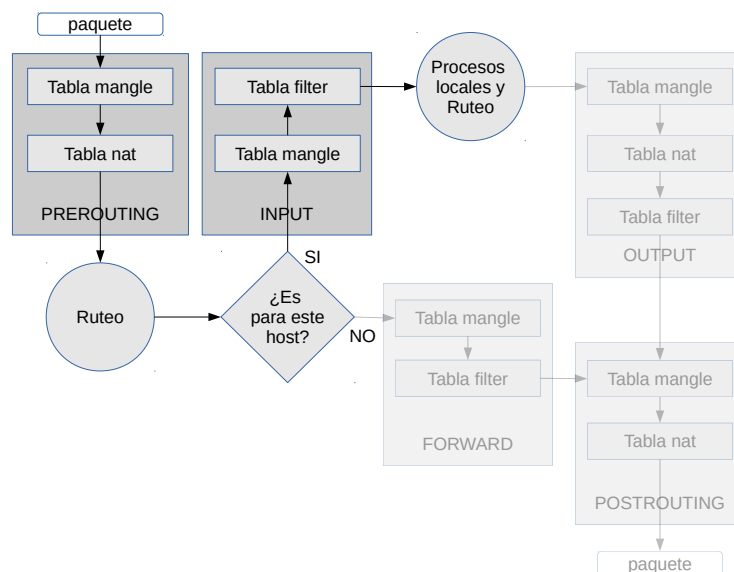 paquete
Tabla mangle
Tabla nat
PREROUTING
Tabla filter
Tabla mangle
INPUT
Procesos
locales y
Ruteo
Tabla mangle
Tabla nat
Tabla filter
OUTPUT
Ruteo
¿Es
para este
host?
SI
NO
Tabla mangle
Tabla filter
FORWARD
Tabla mangle
Tabla nat
POSTROUTING
paquete